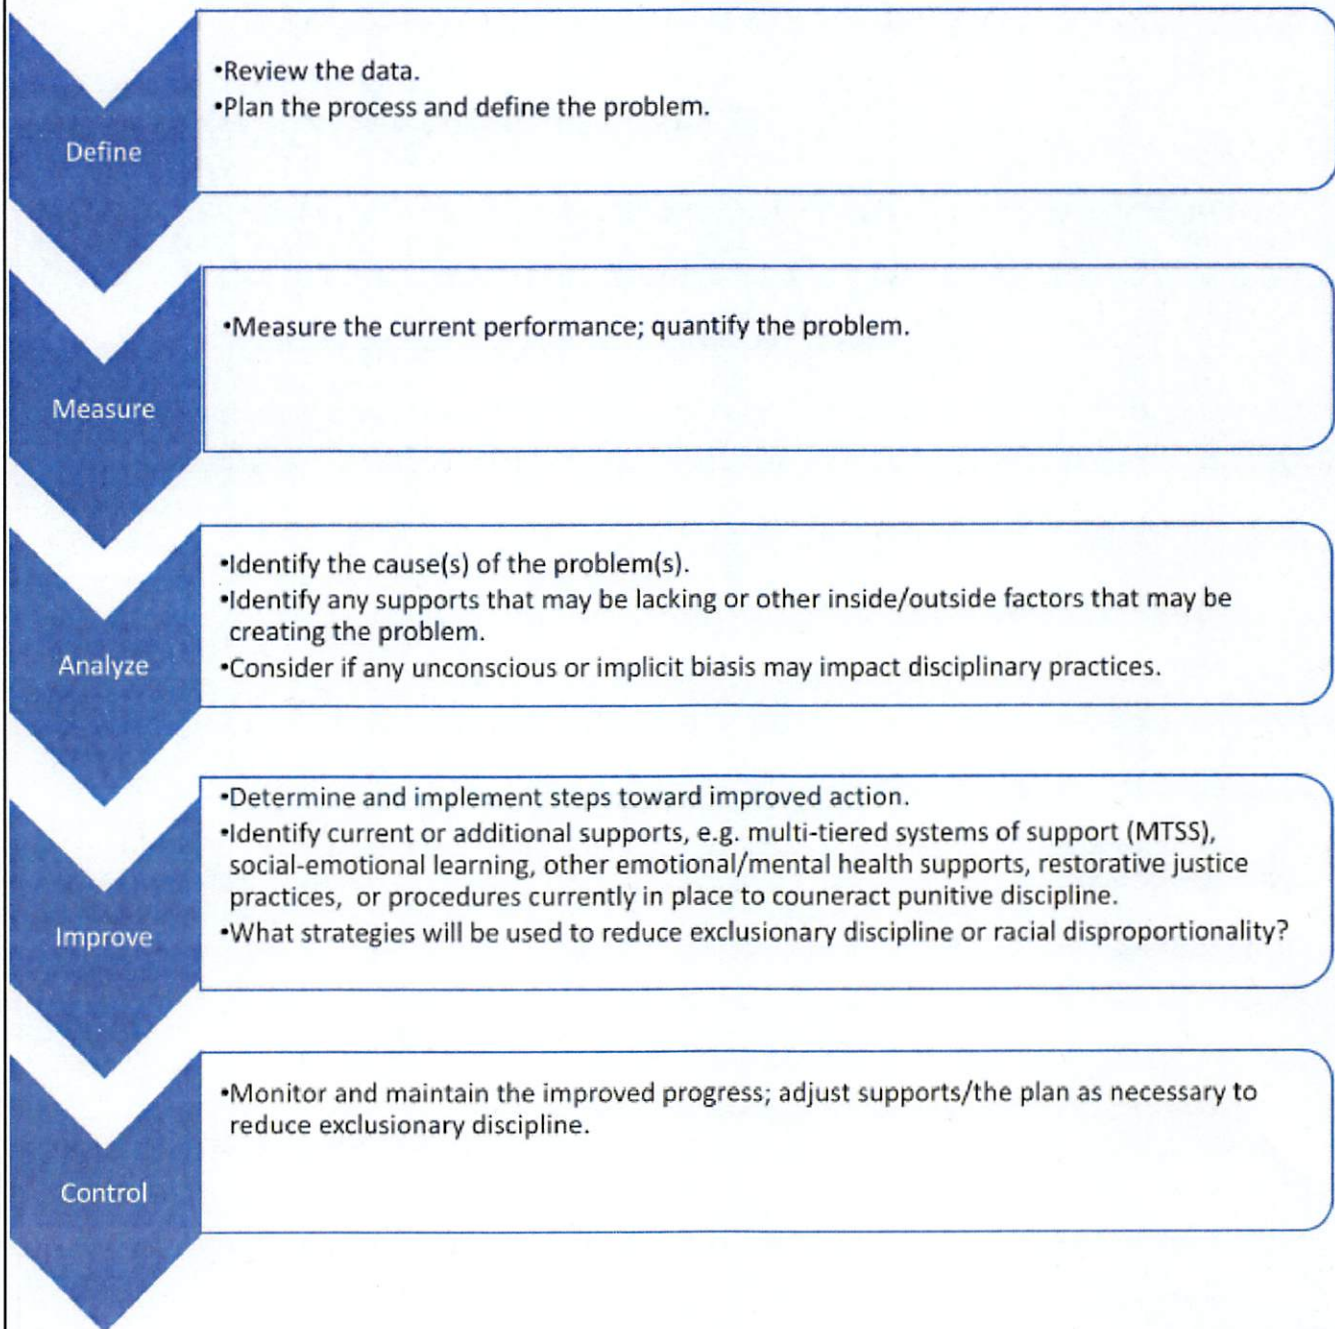 Define
•Review the data.
•Plan the process and define the problem.
Measure
•Measure the current performance; quantify the problem.
Analyze
•Identify the cause(s) of the problem(s).
•Identify any supports that may be lacking or other inside/outside factors that may be
creating the problem.
•Consider if any unconscious or implicit biasis may impact disciplinary practices.
Improve
•Determine and implement steps toward improved action.
•Identify current or additional supports, e.g. multi-tiered systems of support (MTSS),
social-emotional learning, other emotional/mental health supports, restorative justice
practices, or procedures currently in place to couneract punitive discipline.
•What strategies will be used to reduce exclusionary discipline or racial disproportionality?
Control
•Monitor and maintain the improved progress; adjust supports/the plan as necessary to
reduce exclusionary discipline.